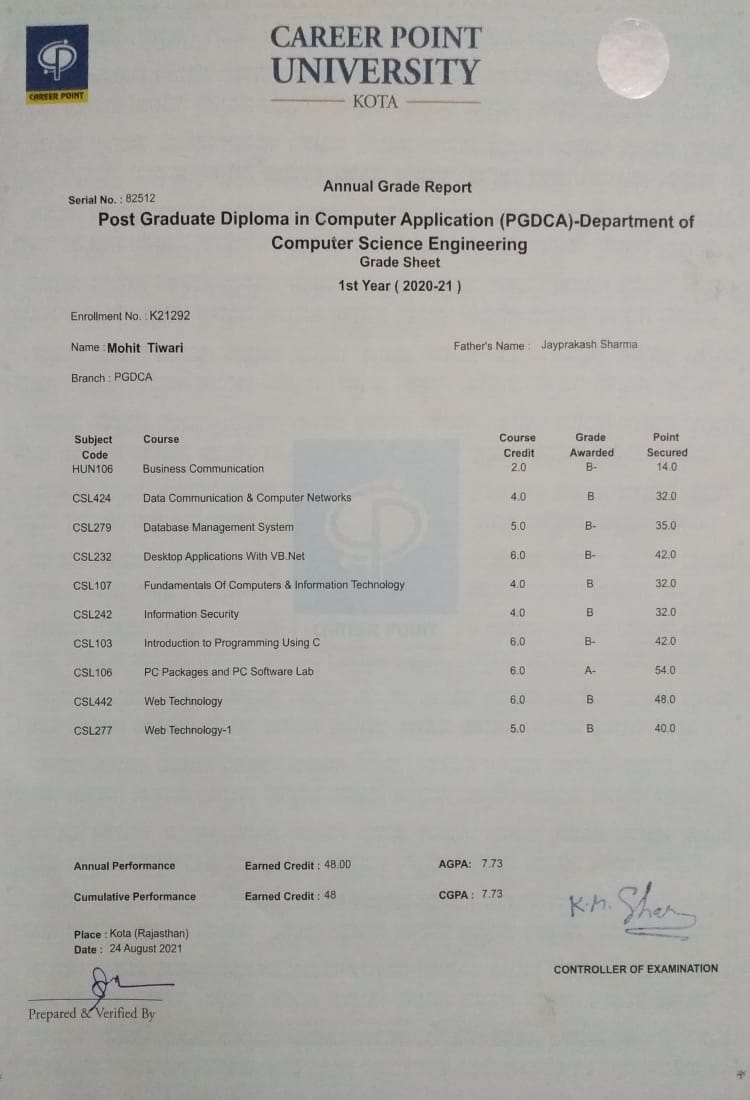 CAREER POINT
UNIVERSITY
KOTA
CAREER POINT
Annual Grade Report
Serial No. : 82512
Post Graduate Diploma in Computer Application (PGDCA)-Department of
Computer Science Engineering
Grade Sheet
1st Year ( 2020-21 )
Enrollment No. : K21292
Name : Mohit Tiwari Father's Name : Jayprakash Sharma
Branch : PGDCA
Subject Code Course Course Credit Grade Awarded Point Secured
HUN106 Business Communication 2.0 B- 14.0
CSL424 Data Communication & Computer Networks 4.0 B 32.0
CSL279 Database Management System 5.0 B- 35.0
CSL232 Desktop Applications With VB.Net 6.0 B- 42.0
CSL107 Fundamentals Of Computers & Information Technology 4.0 B 32.0
CSL242 Information Security 4.0 B 32.0
CAREER POINT
CSL103 Introduction to Programming Using C 6.0 B- 42.0
CSL106 PC Packages and PC Software Lab 6.0 A- 54.0
CSL442 Web Technology 6.0 B 48.0
CSL277 Web Technology-1 5.0 B 40.0
Annual Performance Earned Credit : 48.00 AGPA: 7.73
Cumulative Performance Earned Credit : 48 CGPA : 7.73
K.M. Sharma
Place : Kota (Rajasthan)
Date : 24 August 2021
CONTROLLER OF EXAMINATION
Prepared & Verified By